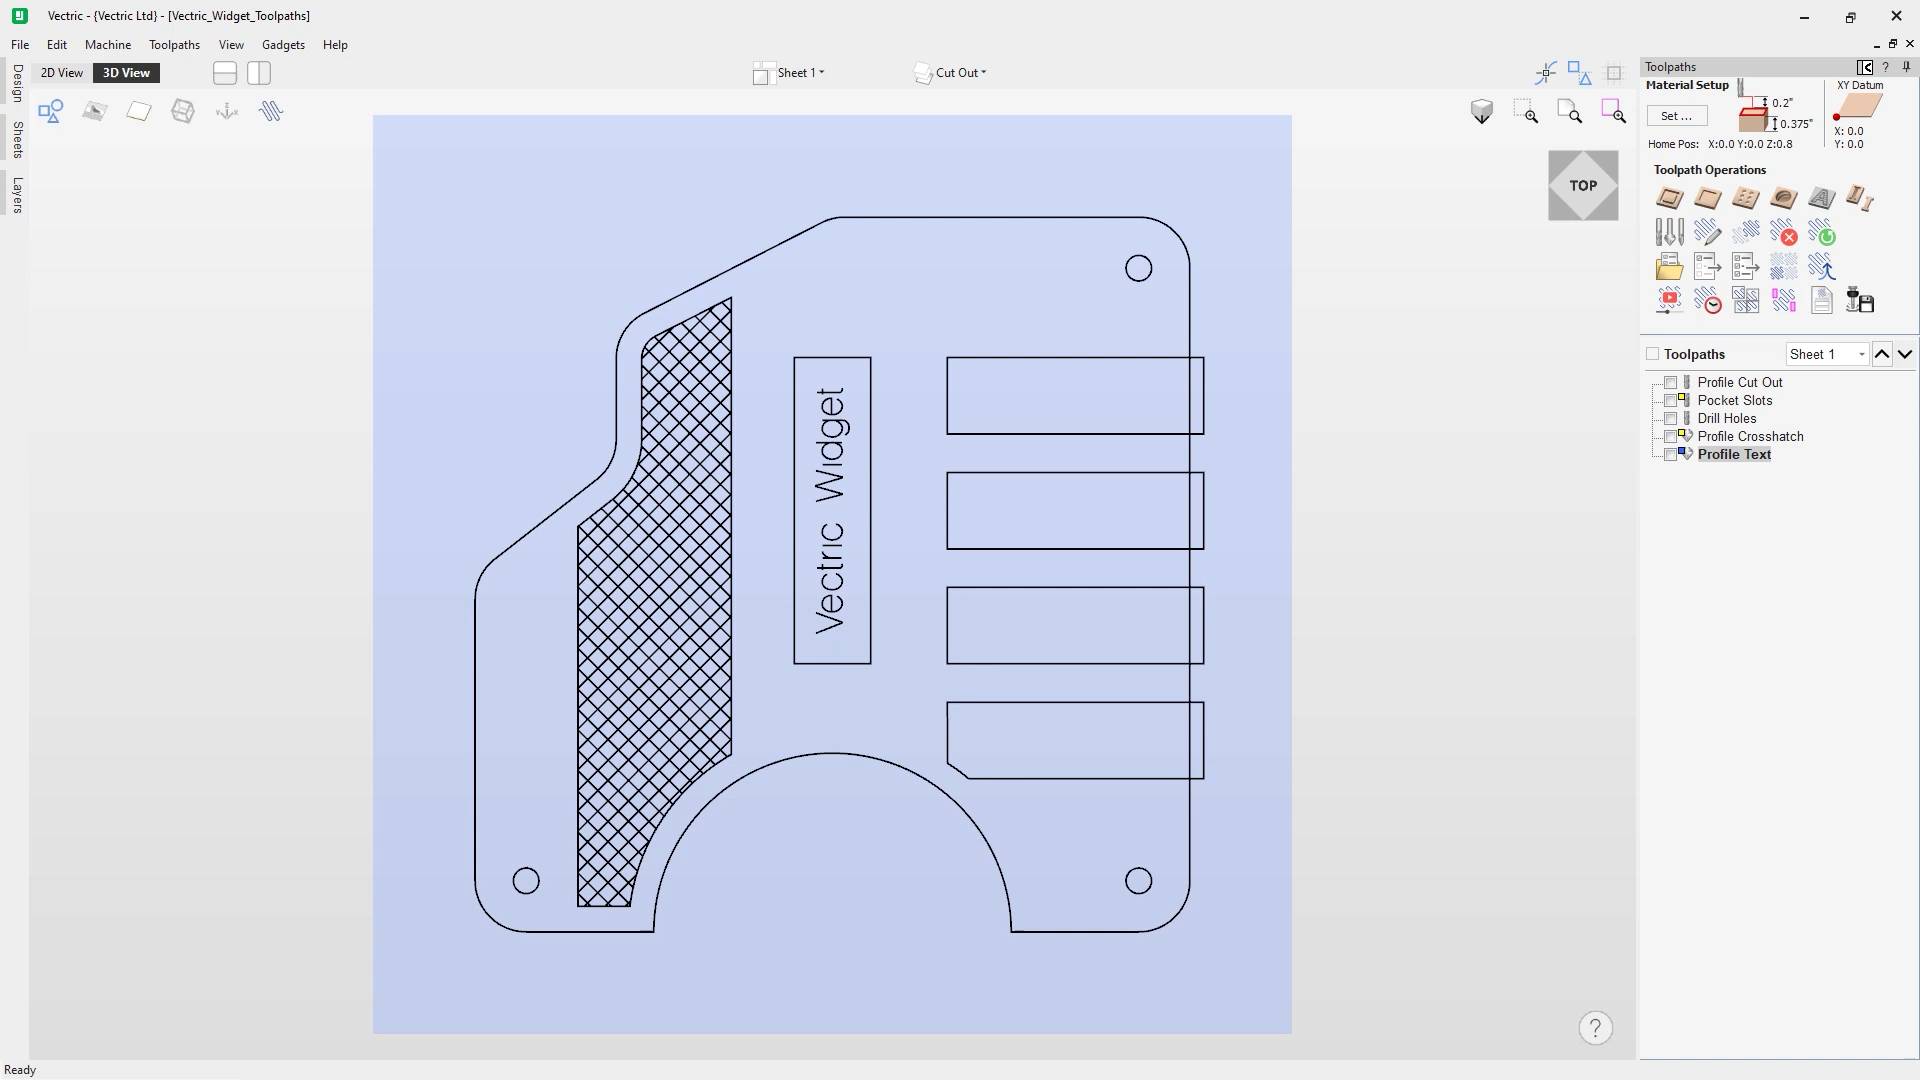 Vectric - {Vectric Ltd} - [Vectric_Widget_Toolpaths]
File Edit Machine Toolpaths View Gadgets Help
2D View 3D View Sheet 1 Cut Out
Design
Sheets
Layers
TOP
Vectric Widget
Toolpaths ?
Material Setup
XY Datum
Set ...
0.2"
0.375"
X: 0.0
Y: 0.0
Home Pos: X:0.0 Y:0.0 Z:0.8
Toolpath Operations
A
Toolpaths Sheet 1
Profile Cut Out
Pocket Slots
Drill Holes
Profile Crosshatch
Profile Text
?
Ready